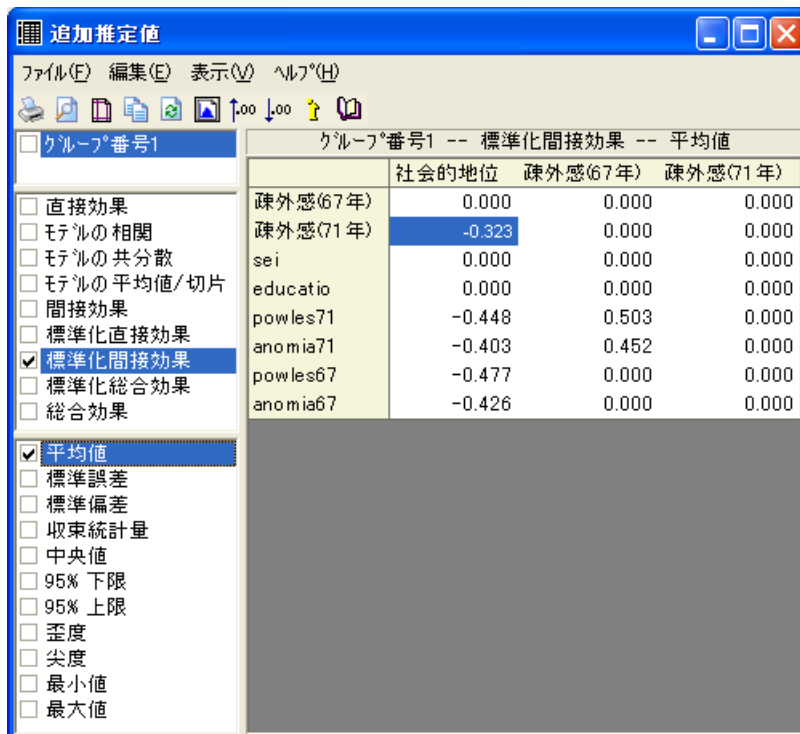 追加推定値
ファイル(F) 編集(E) 表示(V) ヘルプ(H)
グループ番号1
直接効果
モデルの相関
モデルの共分散
モデルの平均値/切片
間接効果
標準化直接効果
標準化間接効果
標準化総合効果
総合効果
平均値
標準誤差
標準偏差
収束統計量
中央値
95% 下限
95% 上限
歪度
尖度
最小値
最大値
グループ番号1 -- 標準化間接効果 -- 平均値
社会的地位 疎外感(67年) 疎外感(71年)
疎外感(67年) 0.000 0.000 0.000
疎外感(71年) -0.323 0.000 0.000
sei 0.000 0.000 0.000
educatio 0.000 0.000 0.000
powles71 -0.448 0.503 0.000
anomia71 -0.403 0.452 0.000
powles67 -0.477 0.000 0.000
anomia67 -0.426 0.000 0.000